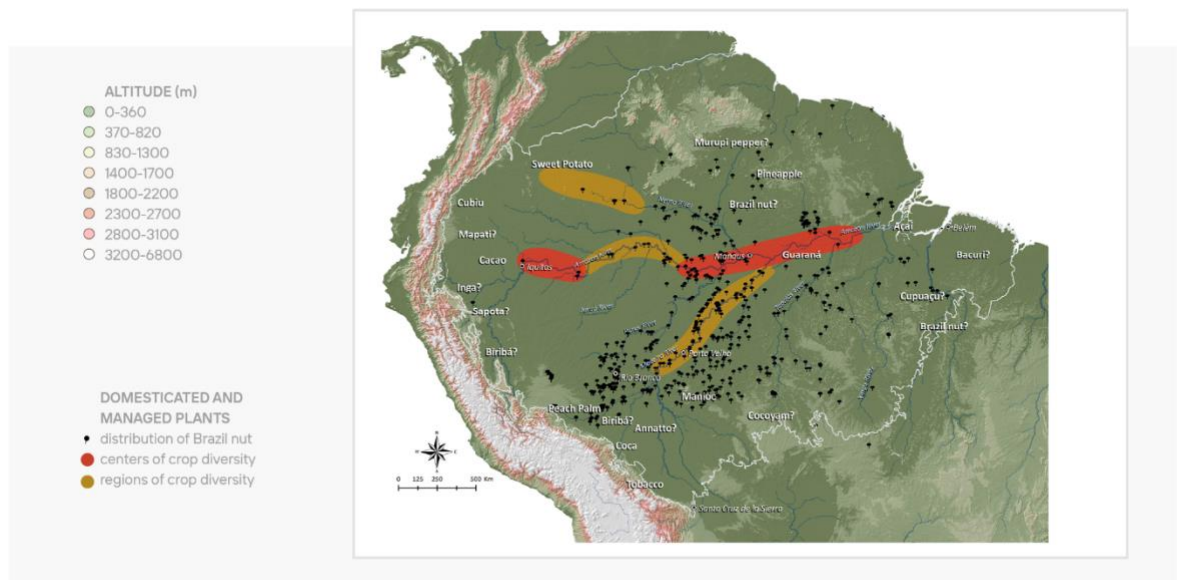 ALTITUDE (m)
0-360
370-820
830-1300
1400-1700
1800-2200
2300-2700
2800-3100
3200-6800
DOMESTICATED AND
MANAGED PLANTS
distribution of Brazil nut
centers of crop diversity
regions of crop diversity
Murupi pepper?
Sweet Potato
Pineapple
Cubiu
Brazil nut?
Mapati?
Açaí
Belém
Cacao
Iquitos
Manaus
Guaraná
Bacuri?
Inga?
Cupuaçu?
Sapota?
Brazil nut?
Biribá?
Porto Velho
Rio Branco
Manioc
Peach Palm
Biribá?
Annatto?
Cocoyam?
Coca
Tobacco
Santa Cruz de la Sierra
0 125 250 500 Km